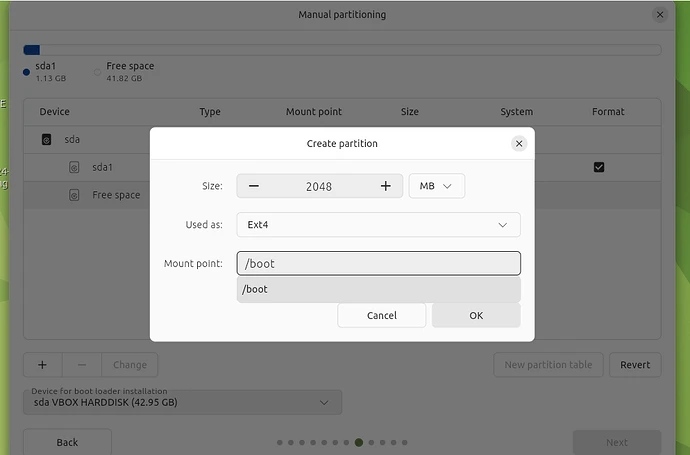 Manual partitioning
sda1
1.13 GB
Free space
41.82 GB
Device Type Mount point Size System Format
sda
sda1
Free space
Create partition
Size: 2048 MB
Used as: Ext4
Mount point: /boot
/boot
Cancel OK
Change New partition table Revert
Device for boot loader installation
sda VBOX HARDDISK (42.95 GB)
Back Next